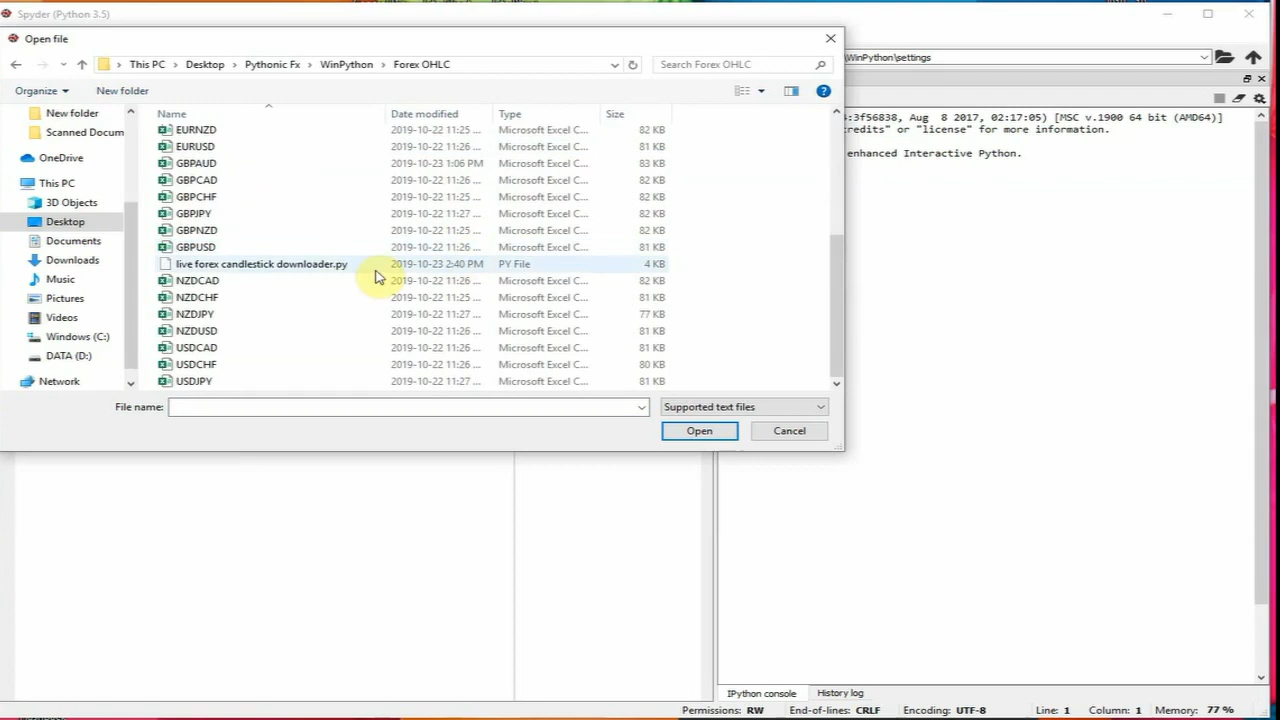 Spyder (Python 3.5)
Open file
This PC > Desktop > Pythonic Fx > WinPython > Forex OHLC
Search Forex OHLC
\WinPython\settings
Organize
New folder
Name Date modified Type Size
New folder
Scanned Docum
OneDrive
This PC
3D Objects
Desktop
Documents
Downloads
Music
Pictures
Videos
Windows (C:)
DATA (D:)
Network
EURNZD 2019-10-22 11:25 ... Microsoft Excel C... 82 KB
EURUSD 2019-10-22 11:25 ... Microsoft Excel C... 81 KB
GBPAUD 2019-10-23 1:06 PM Microsoft Excel C... 83 KB
GBPCAD 2019-10-22 11:26 ... Microsoft Excel C... 82 KB
GBPCHF 2019-10-22 11:25 ... Microsoft Excel C... 82 KB
GBPJPY 2019-10-22 11:27 ... Microsoft Excel C... 82 KB
GBPNZD 2019-10-22 11:25 ... Microsoft Excel C... 82 KB
GBPUSD 2019-10-22 11:26 ... Microsoft Excel C... 81 KB
live forex candlestick downloader.py 2019-10-23 2:40 PM PY File 4 KB
NZDCAD 2019-10-22 11:26 ... Microsoft Excel C... 82 KB
NZDCHF 2019-10-22 11:25 ... Microsoft Excel C... 81 KB
NZDJPY 2019-10-22 11:27 ... Microsoft Excel C... 77 KB
NZDUSD 2019-10-22 11:26 ... Microsoft Excel C... 81 KB
USDCAD 2019-10-22 11:26 ... Microsoft Excel C... 81 KB
USDCHF 2019-10-22 11:26 ... Microsoft Excel C... 80 KB
USDJPY 2019-10-22 11:27 ... Microsoft Excel C... 81 KB
File name:
Supported text files
Open
Cancel
4:3f56838, Aug 8 2017, 02:17:05) [MSC v.1900 64 bit (AMD64)]
credits" or "license" for more information.
enhanced Interactive Python.
IPython console
History log
Permissions: RW End-of-lines: CRLF Encoding: UTF-8 Line: 1 Column: 1 Memory: 77 %